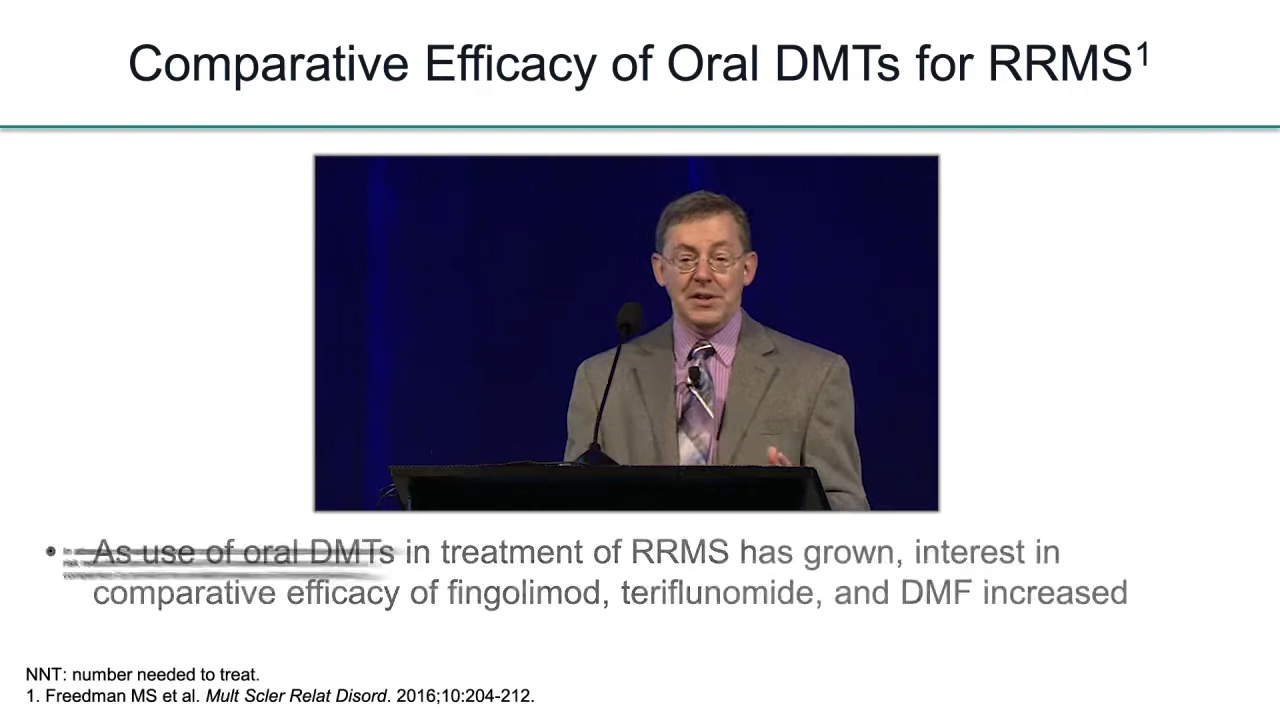 Comparative Efficacy of Oral DMTs for RRMS¹
• As use of oral DMTs in treatment of RRMS has grown, interest in
comparative efficacy of fingolimod, teriflunomide, and DMF increased
NNT: number needed to treat.
1. Freedman MS et al. Mult Scler Relat Disord. 2016;10:204-212.